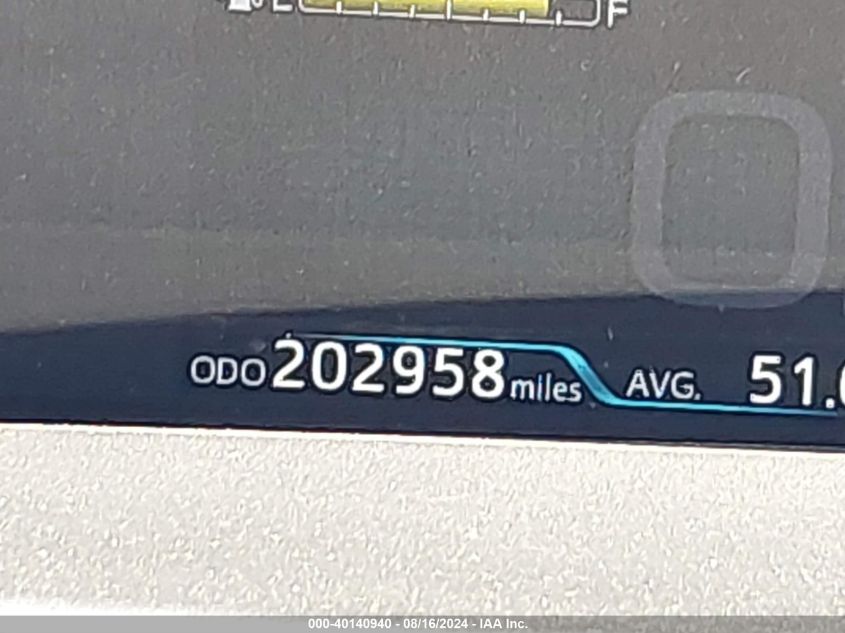 E F
ODO 202958 miles AVG. 51.
000-40140940 - 08/16/2024 - IAA Inc.